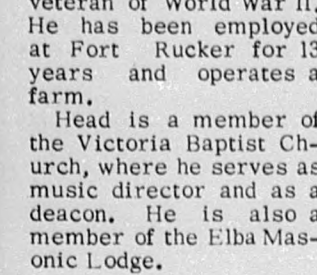 veteran of World War II.
He has been employed
at Fort Rucker for 13
years and operates a
farm.
Head is a member of
the Victoria Baptist Ch-
urch, where he serves as
music director and as a
deacon. He is also a
member of the Elba Mas-
onic Lodge.